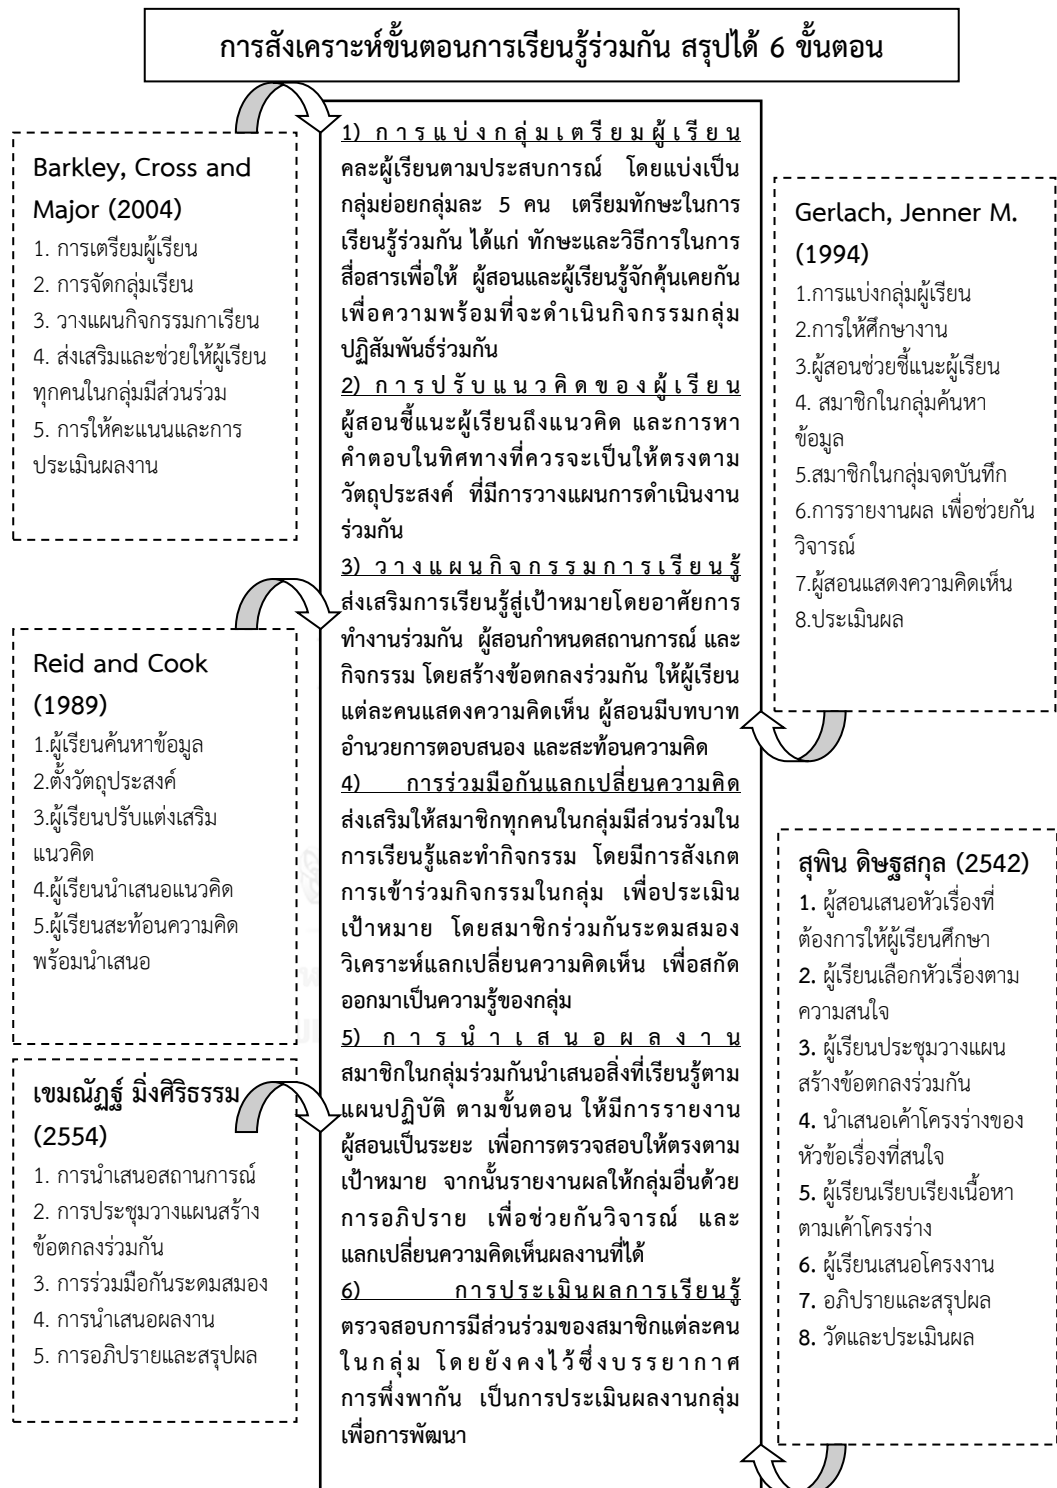 การสังเคราะห์ขั้นตอนการเรียนรู้ร่วมกัน สรุปได้ 6 ขั้นตอน
Barkley, Cross and
Major (2004)
1. การเตรียมผู้เรียน
2. การจัดกลุ่มเรียน
3. วางแผนกิจกรรมกาเรียน
4. ส่งเสริมและช่วยให้ผู้เรียน
ทุกคนในกลุ่มมีส่วนร่วม
5. การให้คะแนนและการ
ประเมินผลงาน
Reid and Cook
(1989)
1.ผู้เรียนค้นหาข้อมูล
2.ตั้งวัตถุประสงค์
3.ผู้เรียนปรับแต่งเสริม
แนวคิด
4.ผู้เรียนนำเสนอแนวคิด
5.ผู้เรียนสะท้อนความคิด
พร้อมนำเสนอ
เขมณัฏฐ์ มิ่งศิริธรรม
(2554)
1. การนำเสนอสถานการณ์
2. การประชุมวางแผนสร้าง
ข้อตกลงร่วมกัน
3. การร่วมมือกันระดมสมอง
4. การนำเสนอผลงาน
5. การอภิปรายและสรุปผล
1) การแบ่งกลุ่มเตรียมผู้เรียน
คละผู้เรียนตามประสบการณ์ โดยแบ่งเป็น
กลุ่มย่อยกลุ่มละ 5 คน เตรียมทักษะในการ
เรียนรู้ร่วมกัน ได้แก่ ทักษะและวิธีการในการ
สื่อสารเพื่อให้ ผู้สอนและผู้เรียนรู้จักคุ้นเคยกัน
เพื่อความพร้อมที่จะดำเนินกิจกรรมกลุ่ม
ปฏิสัมพันธ์ร่วมกัน
2) การปรับแนวคิดของผู้เรียน
ผู้สอนชี้แนะผู้เรียนถึงแนวคิด และการหา
คำตอบในทิศทางที่ควรจะเป็นให้ตรงตาม
วัตถุประสงค์ ที่มีการวางแผนการดำเนินงาน
ร่วมกัน
3) วางแผนกิจกรรมการเรียนรู้
ส่งเสริมการเรียนรู้สู่เป้าหมายโดยอาศัยการ
ทำงานร่วมกัน ผู้สอนกำหนดสถานการณ์ และ
กิจกรรม โดยสร้างข้อตกลงร่วมกัน ให้ผู้เรียน
แต่ละคนแสดงความคิดเห็น ผู้สอนมีบทบาท
อำนวยการตอบสนอง และสะท้อนความคิด
4) การร่วมมือกันแลกเปลี่ยนความคิด
ส่งเสริมให้สมาชิกทุกคนในกลุ่มมีส่วนร่วมใน
การเรียนรู้และทำกิจกรรม โดยมีการสังเกต
การเข้าร่วมกิจกรรมในกลุ่ม เพื่อประเมิน
เป้าหมาย โดยสมาชิกร่วมกันระดมสมอง
วิเคราะห์แลกเปลี่ยนความคิดเห็น เพื่อสกัด
ออกมาเป็นความรู้ของกลุ่ม
5) การนำเสนอผลงาน
สมาชิกในกลุ่มร่วมกันนำเสนอสิ่งที่เรียนรู้ตาม
แผนปฏิบัติ ตามขั้นตอน ให้มีการรายงาน
ผู้สอนเป็นระยะ เพื่อการตรวจสอบให้ตรงตาม
เป้าหมาย จากนั้นรายงานผลให้กลุ่มอื่นด้วย
การอภิปราย เพื่อช่วยกันวิจารณ์ และ
แลกเปลี่ยนความคิดเห็นผลงานที่ได้
6) การประเมินผลการเรียนรู้
ตรวจสอบการมีส่วนร่วมของสมาชิกแต่ละคน
ในกลุ่ม โดยยังคงไว้ซึ่งบรรยากาศ
การพึ่งพากัน เป็นการประเมินผลงานกลุ่ม
เพื่อการพัฒนา
Gerlach, Jenner M.
(1994)
1.การแบ่งกลุ่มผู้เรียน
2.การให้ศึกษางาน
3.ผู้สอนช่วยชี้แนะผู้เรียน
4. สมาชิกในกลุ่มค้นหา
ข้อมูล
5.สมาชิกในกลุ่มจดบันทึก
6.การรายงานผล เพื่อช่วยกัน
วิจารณ์
7.ผู้สอนแสดงความคิดเห็น
8.ประเมินผล
สุพิน ดิษฐสกุล (2542)
1. ผู้สอนเสนอหัวเรื่องที่
ต้องการให้ผู้เรียนศึกษา
2. ผู้เรียนเลือกหัวเรื่องตาม
ความสนใจ
3. ผู้เรียนประชุมวางแผน
สร้างข้อตกลงร่วมกัน
4. นำเสนอเค้าโครงร่างของ
หัวข้อเรื่องที่สนใจ
5. ผู้เรียนเรียบเรียงเนื้อหา
ตามเค้าโครงร่าง
6. ผู้เรียนเสนอโครงงาน
7. อภิปรายและสรุปผล
8. วัดและประเมินผล